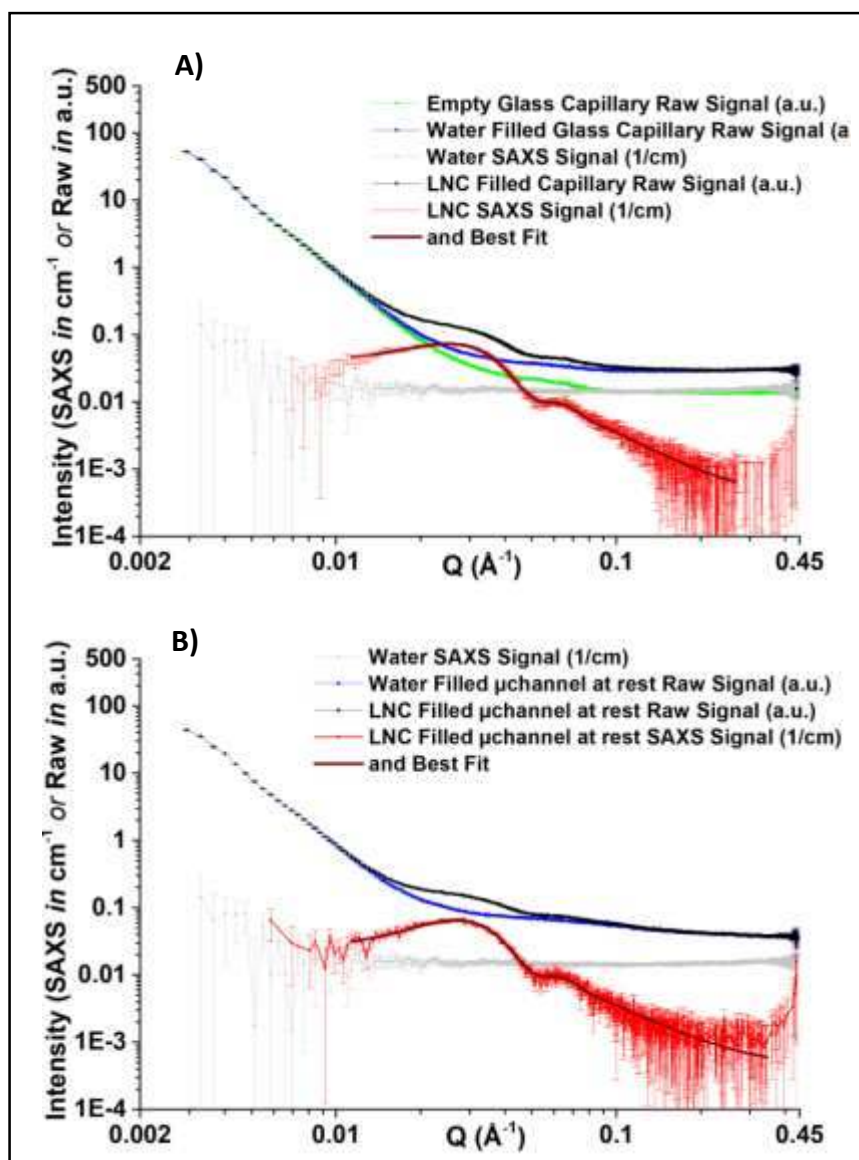 A)
500
100
10
1
0.1
0.01
1E-3
1E-4
Intensity (SAXS in cm⁻¹ or Raw in a.u.)
Empty Glass Capillary Raw Signal (a.u.)
Water Filled Glass Capillary Raw Signal (a
Water SAXS Signal (1/cm)
LNC Filled Capillary Raw Signal (a.u.)
LNC SAXS Signal (1/cm)
and Best Fit
0.002
0.01
Q (Å⁻¹)
0.1
0.45
B)
500
100
10
1
0.1
0.01
1E-3
1E-4
Intensity (SAXS in cm⁻¹ or Raw in a.u.)
Water SAXS Signal (1/cm)
Water Filled µchannel at rest Raw Signal (a.u.)
LNC Filled µchannel at rest Raw Signal (a.u.)
LNC Filled µchannel at rest SAXS Signal (1/cm)
and Best Fit
0.002
0.01
Q (Å⁻¹)
0.1
0.45